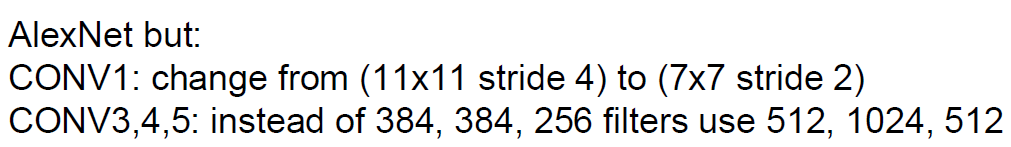 AlexNet but:
CONV1: change from (11x11 stride 4) to (7x7 stride 2)
CONV3,4,5: instead of 384, 384, 256 filters use 512, 1024, 512